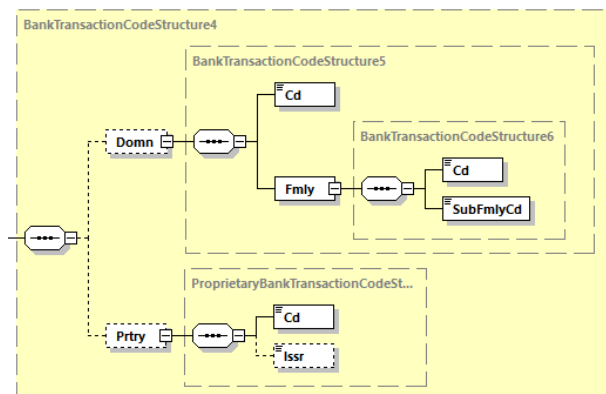 BankTransactionCodeStructure4
BankTransactionCodeStructure5
Cd
Domn
BankTransactionCodeStructure6
Cd
Fmly
SubFmlyCd
ProprietaryBankTransactionCodeSt...
Cd
Prtry
Issr